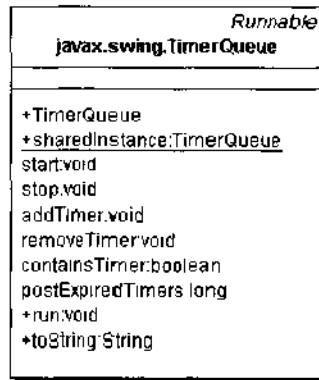 Runnable
javax.swing.TimerQueue
+TimerQueue
+sharedInstance:TimerQueue
start:void
stop:void
addTimer:void
removeTimer:void
containsTimer:boolean
postExpiredTimers:long
+run:void
+toString:String